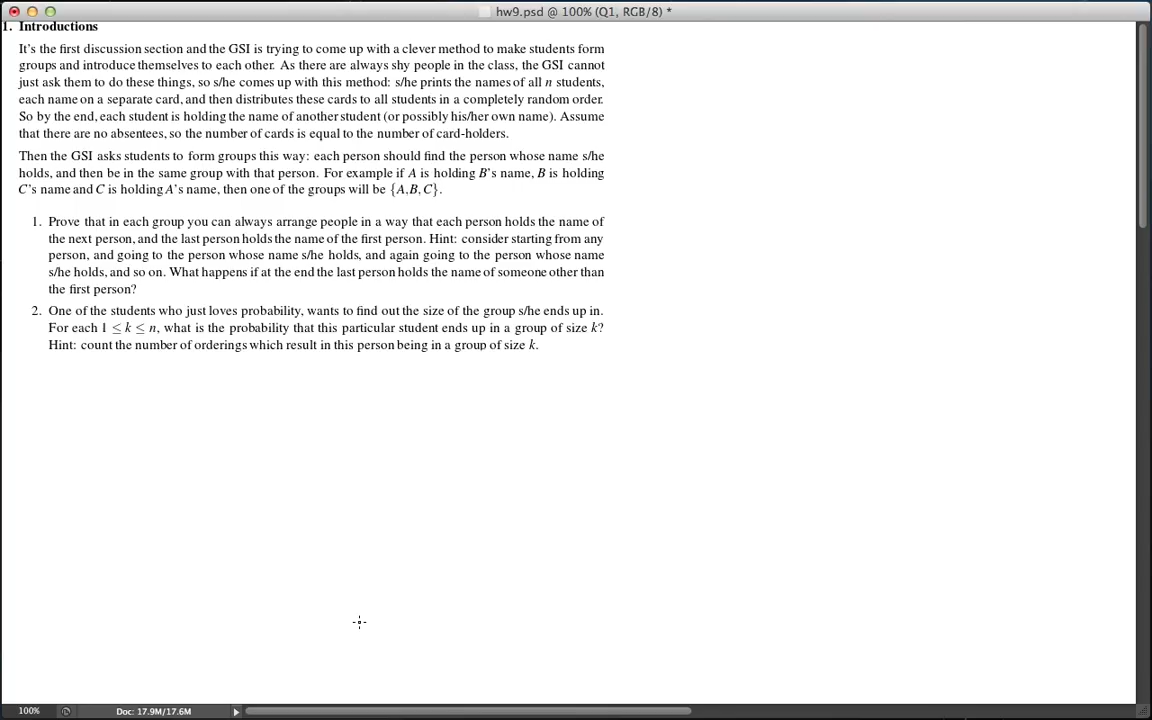 hw9.psd @ 100% (Q1, RGB/8) *
1. Introductions
It's the first discussion section and the GSI is trying to come up with a clever method to make students form
groups and introduce themselves to each other. As there are always shy people in the class, the GSI cannot
just ask them to do these things, so s/he comes up with this method: s/he prints the names of all n students,
each name on a separate card, and then distributes these cards to all students in a completely random order.
So by the end, each student is holding the name of another student (or possibly his/her own name). Assume
that there are no absentees, so the number of cards is equal to the number of card-holders.
Then the GSI asks students to form groups this way: each person should find the person whose name s/he
holds, and then be in the same group with that person. For example if A is holding B's name, B is holding
C's name and C is holding A's name, then one of the groups will be {A,B,C}.
1. Prove that in each group you can always arrange people in a way that each person holds the name of
the next person, and the last person holds the name of the first person. Hint: consider starting from any
person, and going to the person whose name s/he holds, and again going to the person whose name
s/he holds, and so on. What happens if at the end the last person holds the name of someone other than
the first person?
2. One of the students who just loves probability, wants to find out the size of the group s/he ends up in.
For each 1 ≤ k ≤ n, what is the probability that this particular student ends up in a group of size k?
Hint: count the number of orderings which result in this person being in a group of size k.
100% Doc: 17.9M/17.6M